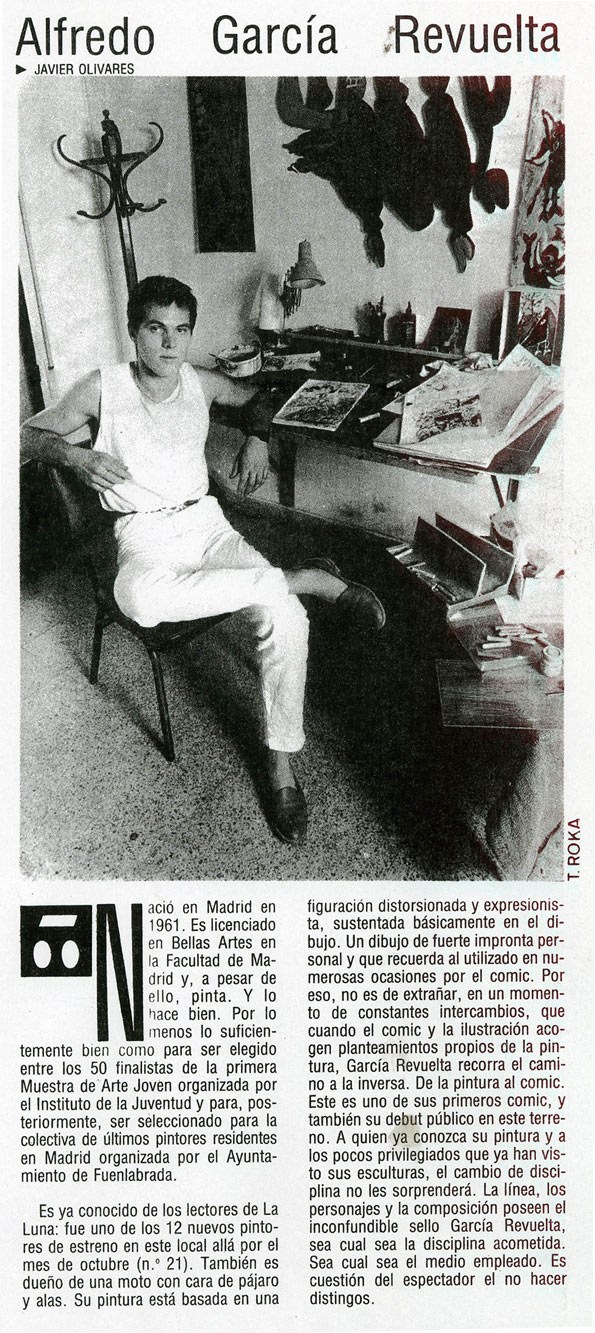 Alfredo García Revuelta
► JAVIER OLIVARES
T. ROKA
Nació en Madrid en
1961. Es licenciado
en Bellas Artes en
la Facultad de Ma-
drid y, a pesar de
ello, pinta. Y lo
hace bien. Por lo
menos lo suficien-
temente bien como para ser elegido
entre los 50 finalistas de la primera
Muestra de Arte Joven organizada por
el Instituto de la Juventud y para, pos-
teriormente, ser seleccionado para la
colectiva de últimos pintores residentes
en Madrid organizada por el Ayunta-
miento de Fuenlabrada.
Es ya conocido de los lectores de La
Luna: fue uno de los 12 nuevos pinto-
res de estreno en este local allá por el
mes de octubre (n.º 21). También es
dueño de una moto con cara de pájaro
y alas. Su pintura está basada en una
figuración distorsionada y expresionis-
ta, sustentada básicamente en el di-
bujo. Un dibujo de fuerte impronta per-
sonal y que recuerda al utilizado en nu-
merosas ocasiones por el comic. Por
eso, no es de extrañar, en un momen-
to de constantes intercambios, que
cuando el comic y la ilustración aco-
gen planteamientos propios de la pin-
tura, García Revuelta recorra el cami-
no a la inversa. De la pintura al comic.
Este es uno de sus primeros comic, y
también su debut público en este terre-
no. A quien ya conozca su pintura y a
los pocos privilegiados que ya han vis-
to sus esculturas, el cambio de disci-
plina no les sorprenderá. La línea, los
personajes y la composición poseen el
inconfundible sello García Revuelta,
sea cual sea la disciplina acometida.
Sea cual sea el medio empleado. Es
cuestión del espectador el no hacer
distingos.